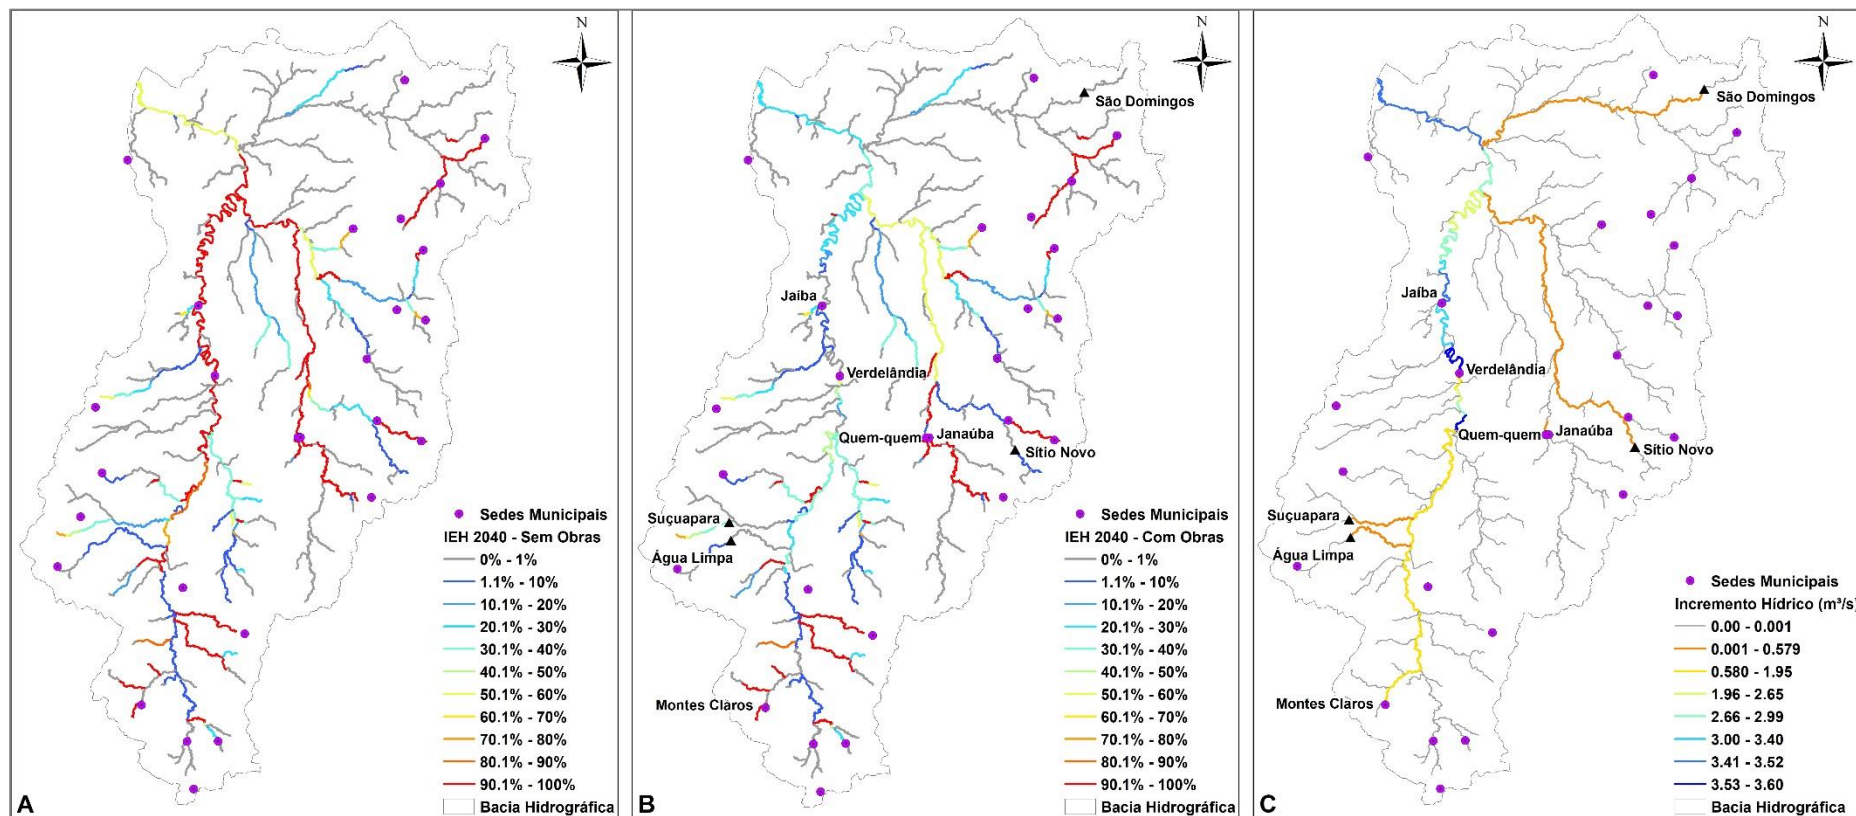 N
Sedes Municipais
IEH 2040 - Sem Obras
0% - 1%
1.1% - 10%
10.1% - 20%
20.1% - 30%
30.1% - 40%
40.1% - 50%
50.1% - 60%
60.1% - 70%
70.1% - 80%
80.1% - 90%
90.1% - 100%
Bacia Hidrográfica
A
N
São Domingos
Jaíba
Verdelândia
Quem-quem
Janaúba
Sítio Novo
Suçuapara
Água Limpa
Montes Claros
Sedes Municipais
IEH 2040 - Com Obras
0% - 1%
1.1% - 10%
10.1% - 20%
20.1% - 30%
30.1% - 40%
40.1% - 50%
50.1% - 60%
60.1% - 70%
70.1% - 80%
80.1% - 90%
90.1% - 100%
Bacia Hidrográfica
B
N
São Domingos
Jaíba
Verdelândia
Quem-quem
Janaúba
Sítio Novo
Suçuapara
Água Limpa
Montes Claros
Sedes Municipais
Incremento Hídrico (m³/s)
0.00 - 0.001
0.001 - 0.579
0.580 - 1.95
1.96 - 2.65
2.66 - 2.99
3.00 - 3.40
3.41 - 3.52
3.53 - 3.60
Bacia Hidrográfica
C